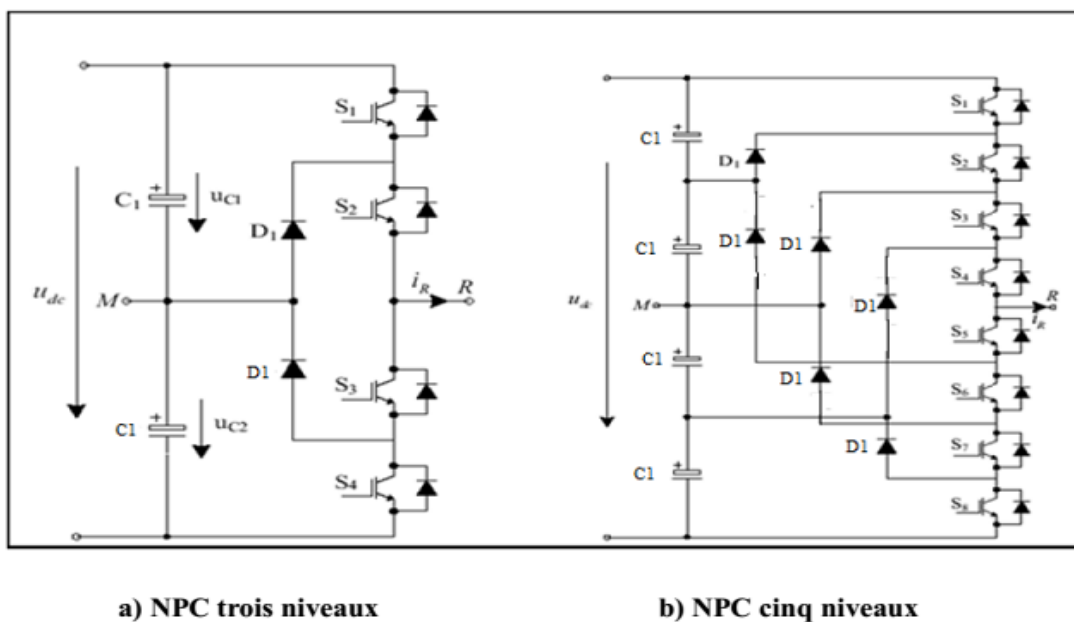 S1
C1
uC1
S2
D1
udc
M
iR
R
D1
S3
C1
uC2
S4
S1
C1
D1
S2
S3
C1
D1
D1
S4
udc
M
D1
R
iR
S5
C1
D1
S6
D1
S7
C1
S8
a) NPC trois niveaux
b) NPC cinq niveaux